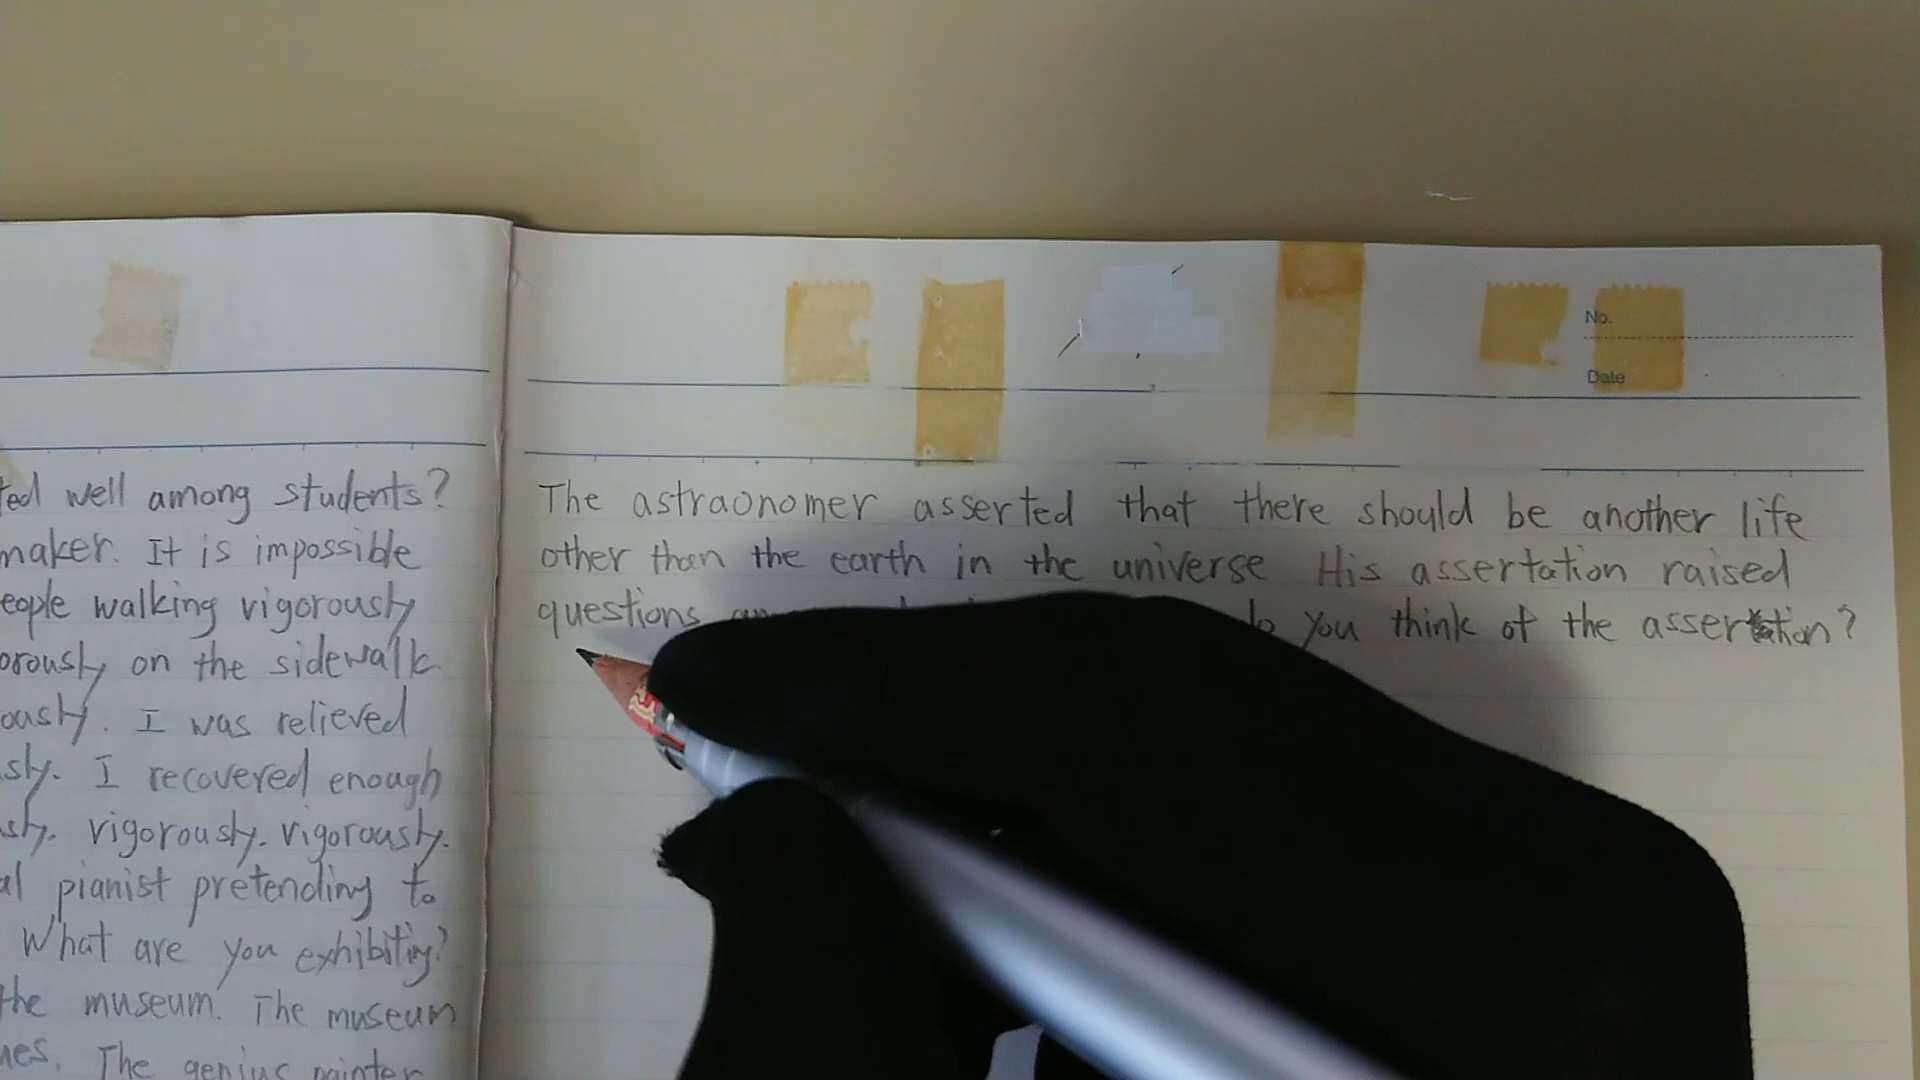 ted well among students?
maker. It is impossible
eople walking vigorously
orously on the sidewalk.
ously. I was relieved
sly. I recovered enough
sly. vigorously. vigorously.
al pianist pretending to
What are you exhibiting?
the museum. The museum
nes. The genius painter
No.
Date
The astraonomer asserted that there should be another life
other than the earth in the universe His assertation raised
questions you think of the assertation?